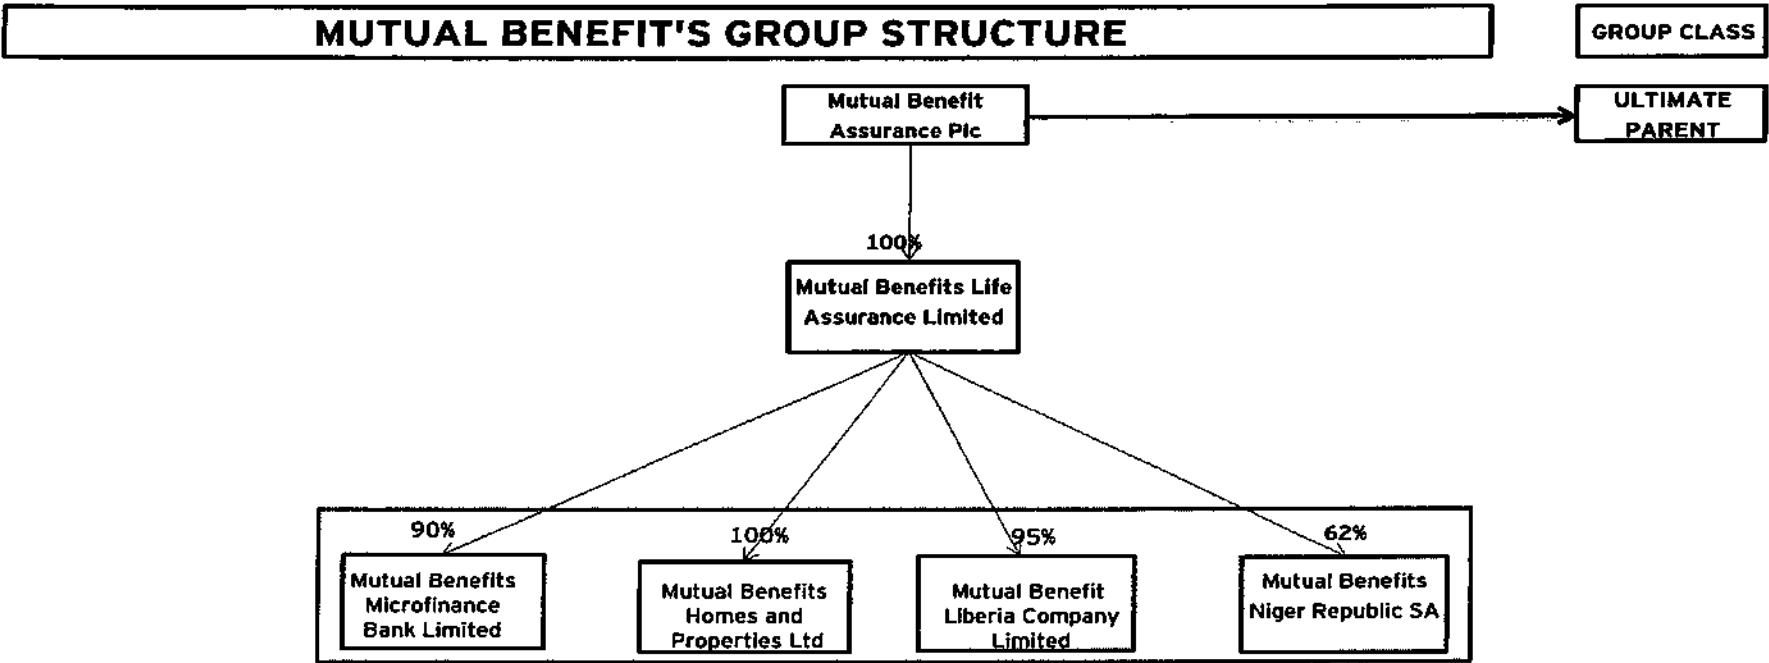 MUTUAL BENEFIT'S GROUP STRUCTURE
GROUP CLASS
Mutual Benefit
Assurance Plc
ULTIMATE
PARENT
100%
Mutual Benefits Life
Assurance Limited
90%
100%
95%
62%
Mutual Benefits
Microfinance
Bank Limited
Mutual Benefits
Homes and
Properties Ltd
Mutual Benefit
Liberia Company
Limited
Mutual Benefits
Niger Republic SA